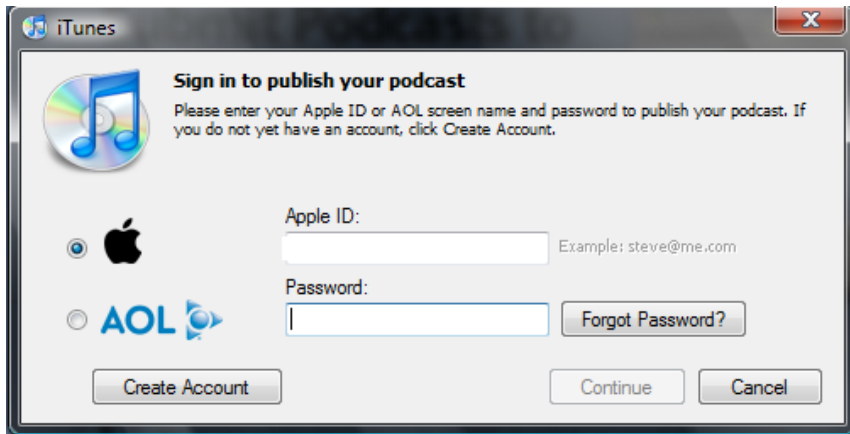 iTunes
Sign in to publish your podcast
Please enter your Apple ID or AOL screen name and password to publish your podcast. If
you do not yet have an account, click Create Account.
Apple ID:
Example: steve@me.com
Password:
AOL
Forgot Password?
Create Account
Continue
Cancel